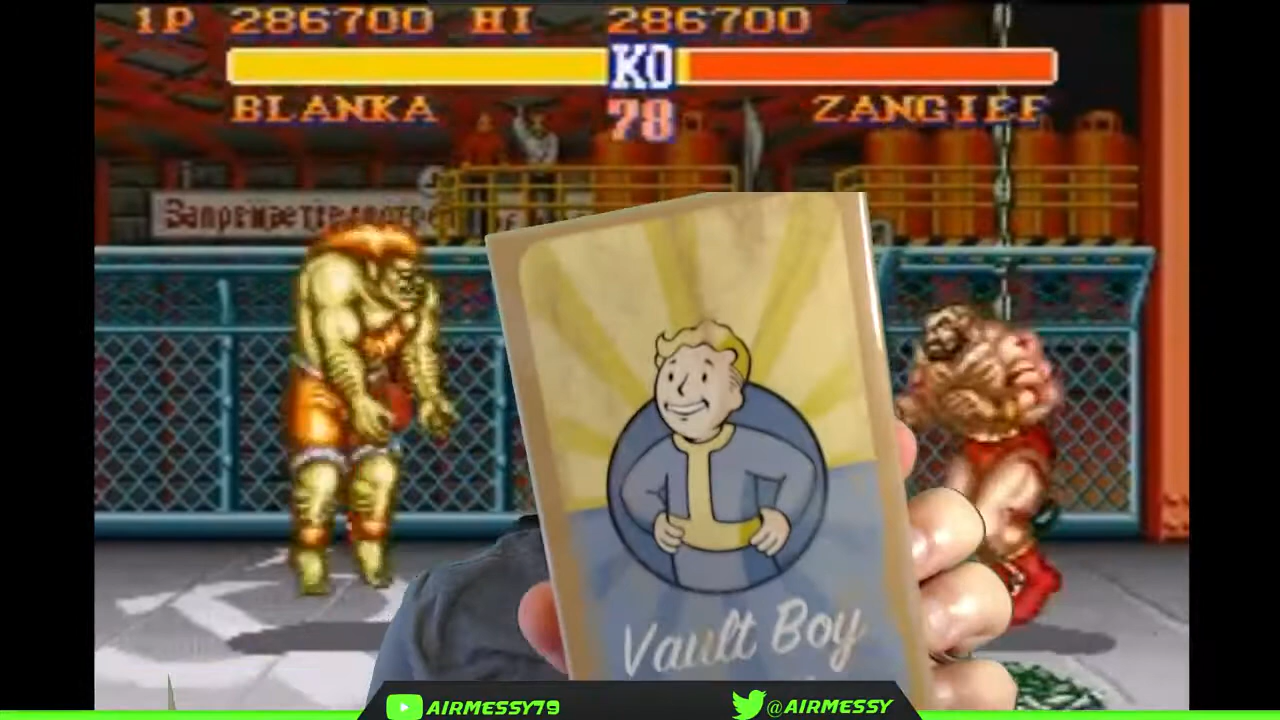 1P 286700 HI 286700
KO
BLANKA 78 ZANGIEF
Vault Boy
AIRMESSY79 @AIRMESSY